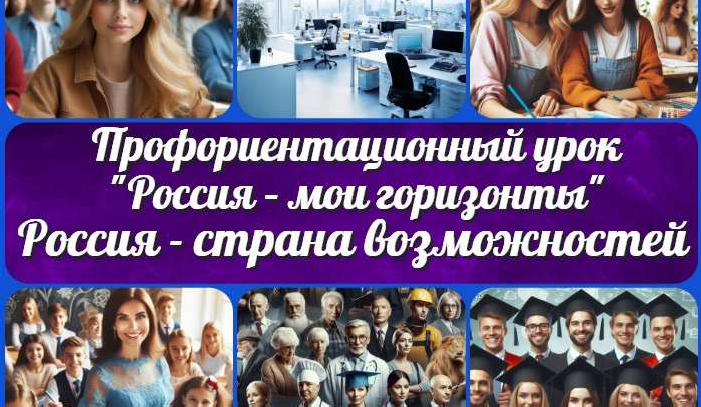 Профориентационный урок
"Россия – мои горизонты"
Россия - страна возможностей